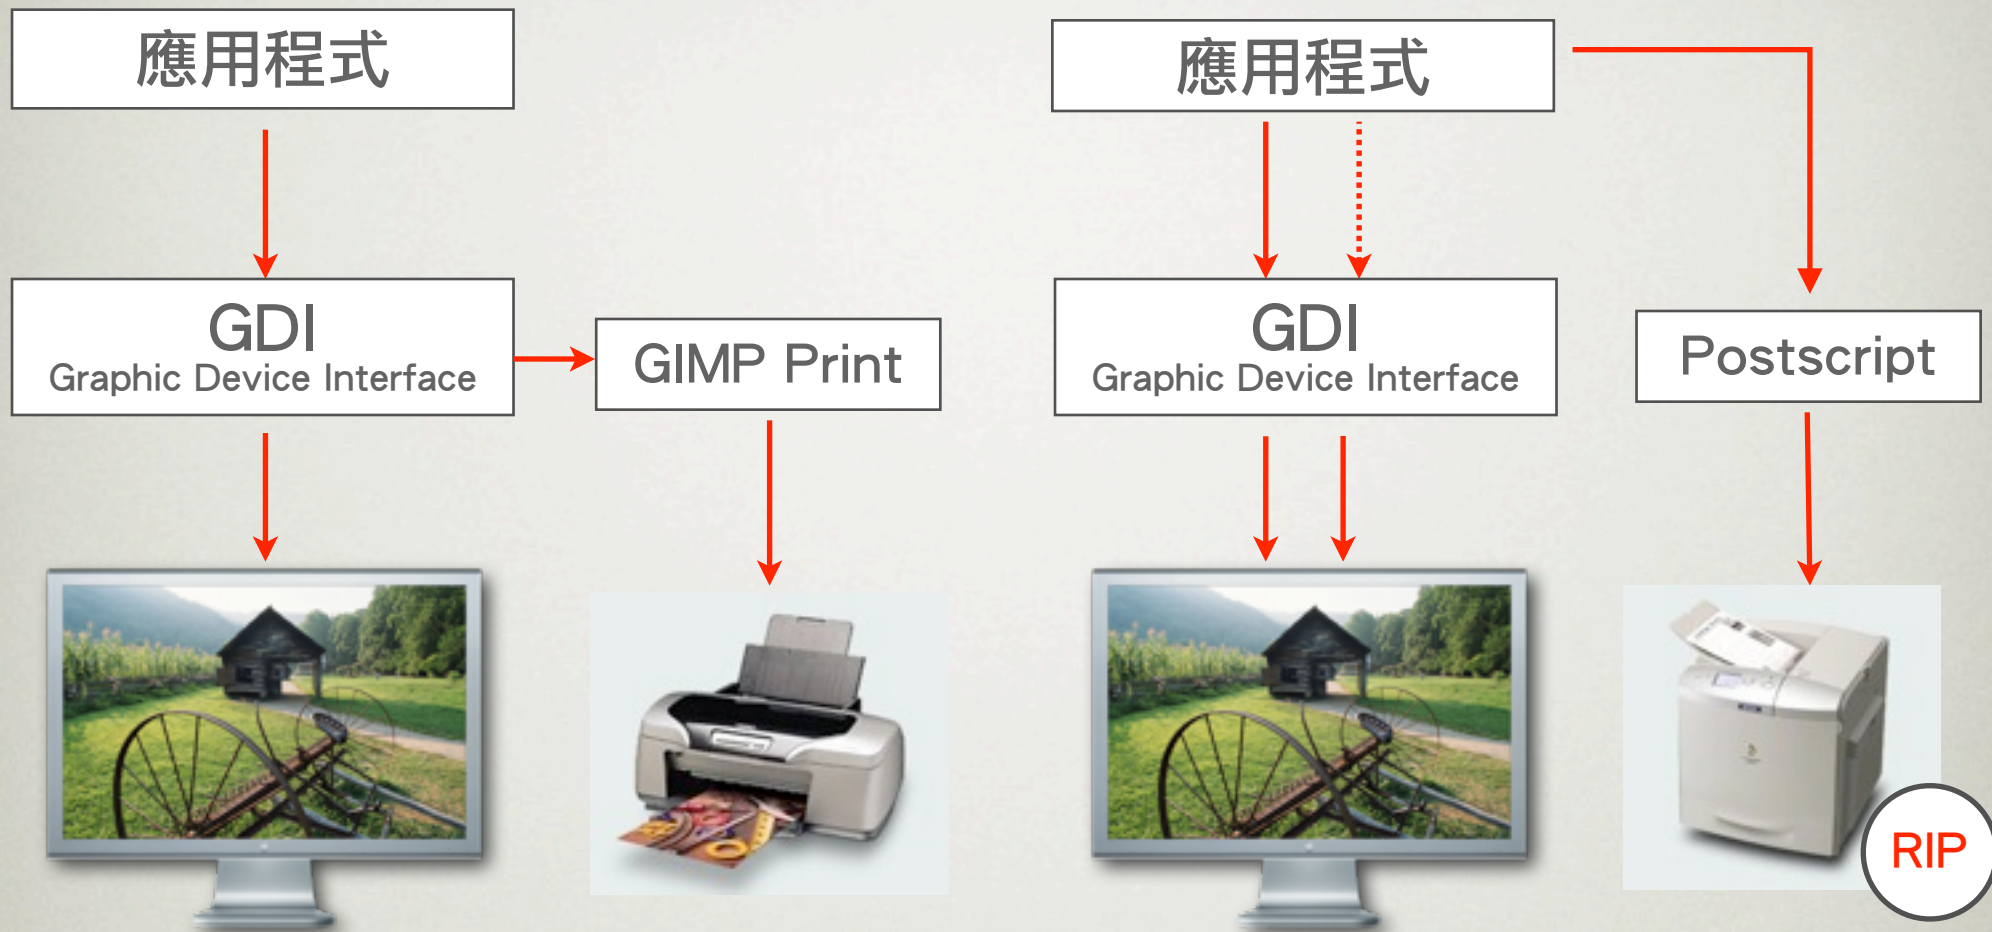 應用程式
GDI
Graphic Device Interface
GIMP Print
應用程式
GDI
Graphic Device Interface
Postscript
RIP